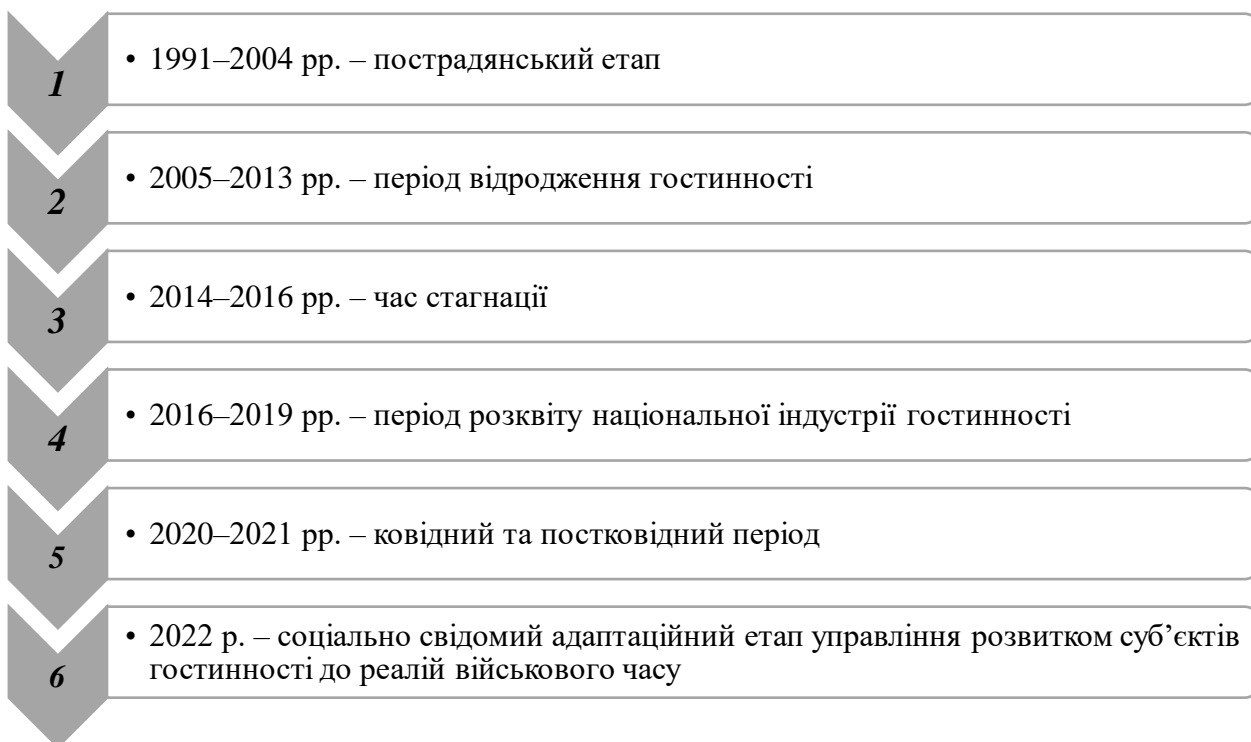 1
• 1991–2004 рр. – пострадянський етап
2
• 2005–2013 рр. – період відродження гостинності
3
• 2014–2016 рр. – час стагнації
4
• 2016–2019 рр. – період розквіту національної індустрії гостинності
5
• 2020–2021 рр. – ковідний та постковідний період
6
• 2022 р. – соціально свідомий адаптаційний етап управління розвитком суб’єктів
гостинності до реалій військового часу